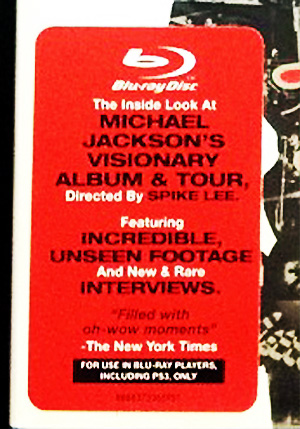 Blu-ray Disc
The Inside Look At
MICHAEL
JACKSON'S
VISIONARY
ALBUM & TOUR,
Directed By SPIKE LEE.
Featuring
INCREDIBLE,
UNSEEN FOOTAGE
And New & Rare
INTERVIEWS.
"Filled with
oh-wow moments"
-The New York Times
FOR USE IN BLU-RAY PLAYERS,
INCLUDING PS3, ONLY